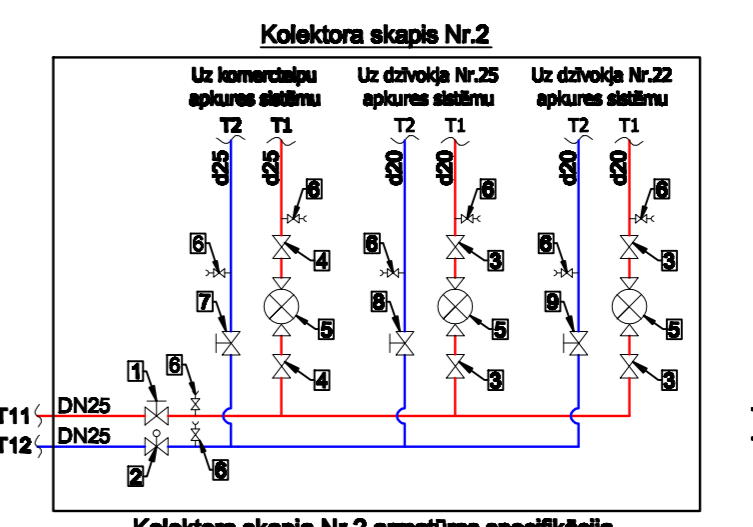 Kolektora skapis Nr.2
Uz komerctelpu Uz dzīvokļa Nr.25 Uz dzīvokļa Nr.22
apkures sistēmu apkures sistēmu apkures sistēmu
T2 T1 T2 T1 T2 T1
d25 d25 d20 d20 d20 d20
6 6 6
6 4 6 3 6 3
7 5 8 5 9 5
1 6 4 3 3
T11 DN25
T12 DN25
2 6
Kolektora skapis Nr.2 armatūras specifikācija